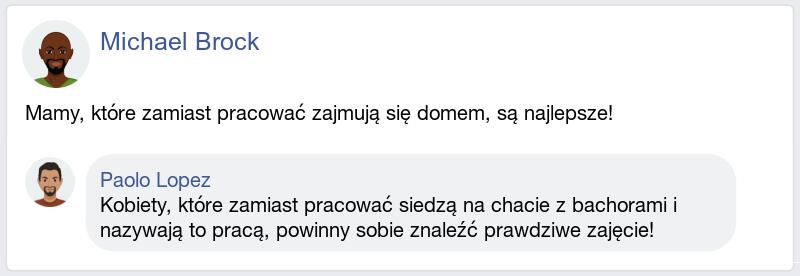 Michael Brock
Mamy, które zamiast pracować zajmują się domem, są najlepsze!
Paolo Lopez
Kobiety, które zamiast pracować siedzą na chacie z bachorami i
nazywają to pracą, powinny sobie znaleźć prawdziwe zajęcie!